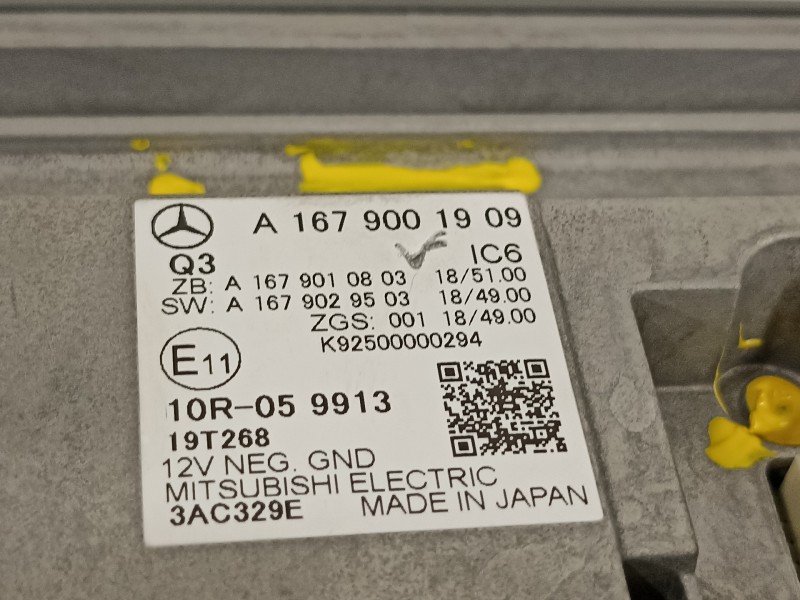 A 167 900 1909
Q3 IC6
ZB: A 167 901 08 03 18/51.00
SW: A 167 902 95 03 18/49.00
ZGS: 001 18/49.00
K92500000294
E11
10R-05 9913
19T268
12V NEG. GND
MITSUBISHI ELECTRIC
3AC329E MADE IN JAPAN